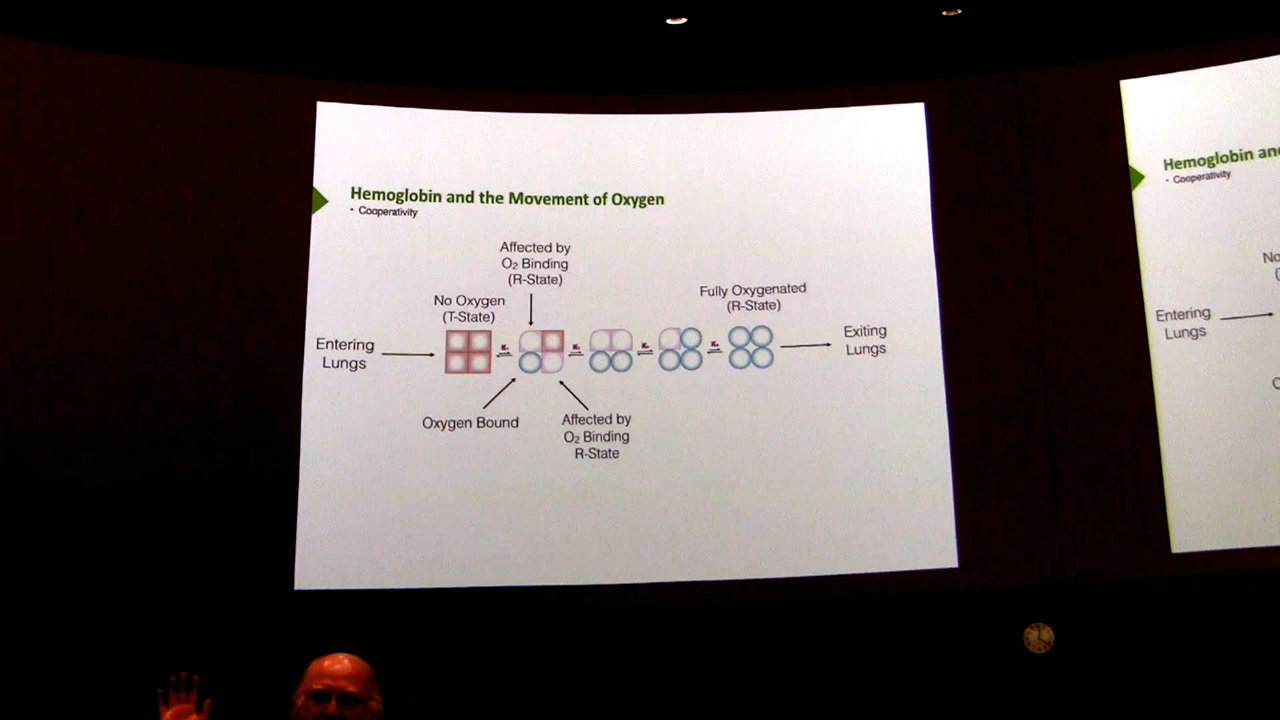 Hemoglobin and the Movement of Oxygen
• Cooperativity
Affected by
O₂ Binding
(R-State)
No Oxygen
(T-State)
Fully Oxygenated
(R-State)
Entering
Lungs
Exiting
Lungs
Oxygen Bound
Affected by
O₂ Binding
R-State
Hemoglobin an
• Cooperativity
No
Entering
Lungs